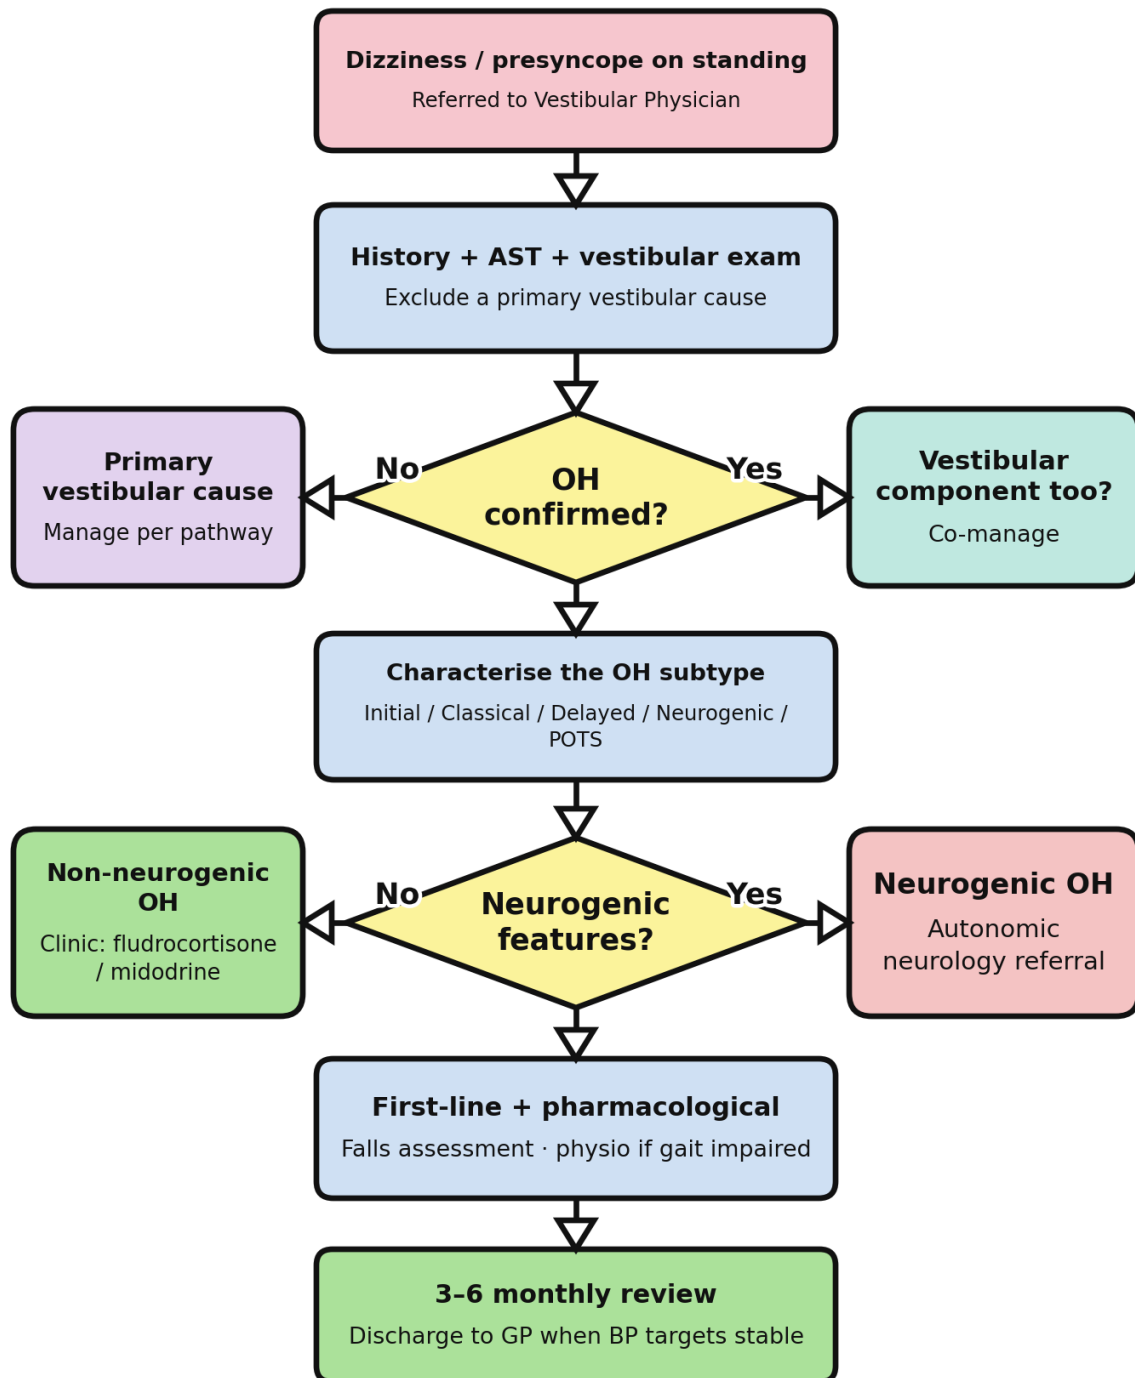 Dizziness / presyncope on standing
Referred to Vestibular Physician
History + AST + vestibular exam
Exclude a primary vestibular cause
Primary
vestibular cause
Manage per pathway
No
OH
confirmed?
Yes
Vestibular
component too?
Co-manage
Characterise the OH subtype
Initial / Classical / Delayed / Neurogenic /
POTS
Non-neurogenic
OH
Clinic: fludrocortisone
/ midodrine
No
Neurogenic
features?
Yes
Neurogenic OH
Autonomic
neurology referral
First-line + pharmacological
Falls assessment · physio if gait impaired
3–6 monthly review
Discharge to GP when BP targets stable